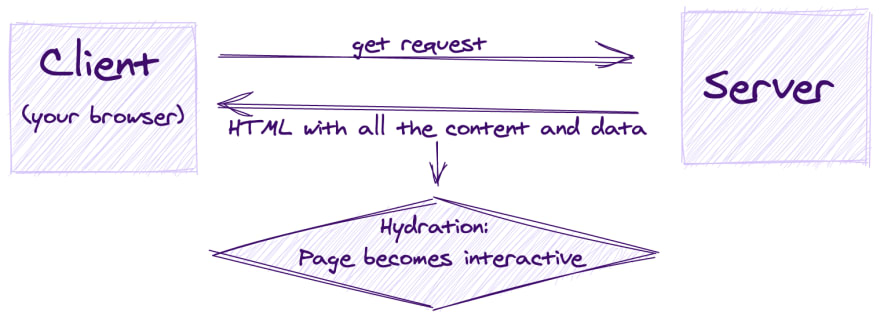 Client
(your browser)
get request
Server
HTML with all the content and data
Hydration:
Page becomes interactive